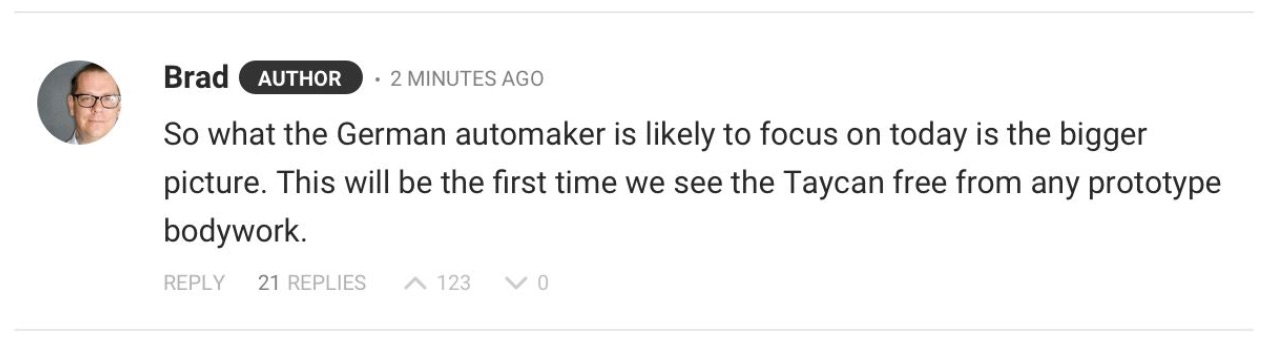 Brad AUTHOR • 2 MINUTES AGO
So what the German automaker is likely to focus on today is the bigger
picture. This will be the first time we see the Taycan free from any prototype
bodywork.
REPLY 21 REPLIES 123 0